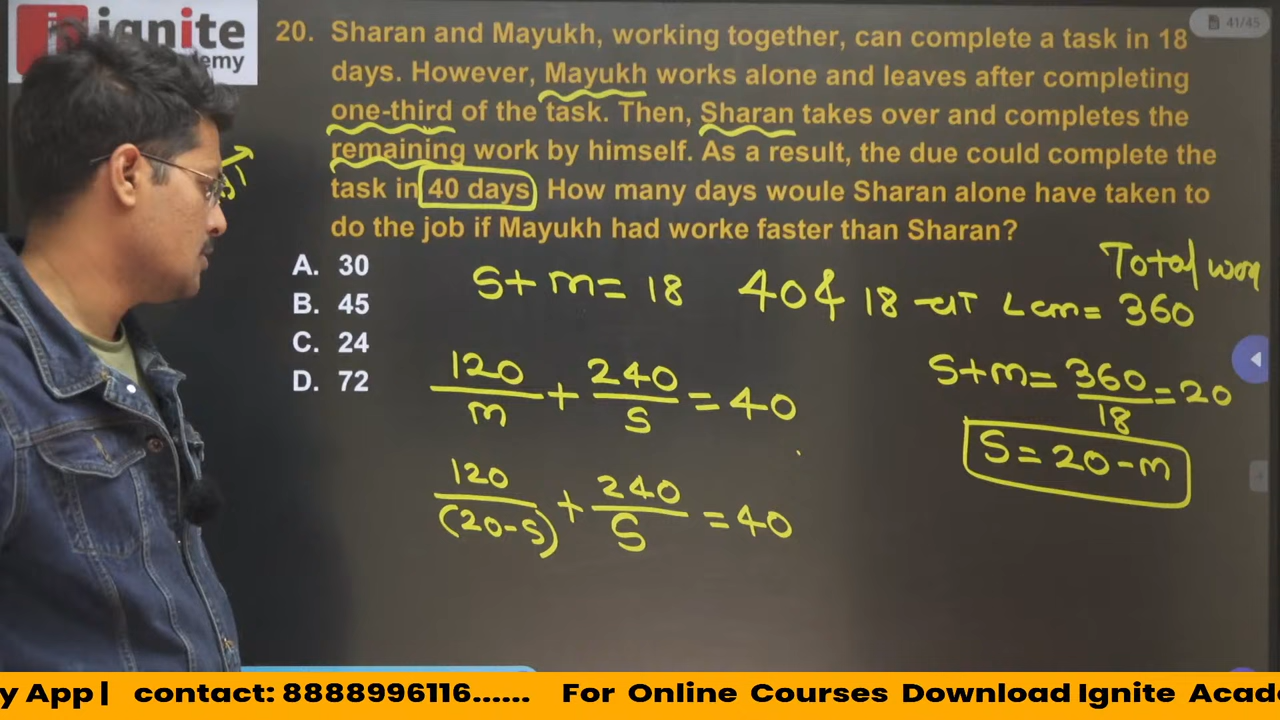 ignite
emy
41/45
20. Sharan and Mayukh, working together, can complete a task in 18
days. However, Mayukh works alone and leaves after completing
one-third of the task. Then, Sharan takes over and completes the
remaining work by himself. As a result, the due could complete the
task in 40 days. How many days woule Sharan alone have taken to
do the job if Mayukh had worke faster than Sharan?
A. 30
B. 45
C. 24
D. 72
S+m=18 40& 18 चा Lcm= 360
Total wor
120/m + 240/S = 40
S+m= 360/18 =20
S=20-m
120/(20-S) + 240/S =40
y App | contact: 8888996116...... For Online Courses Download Ignite Acade